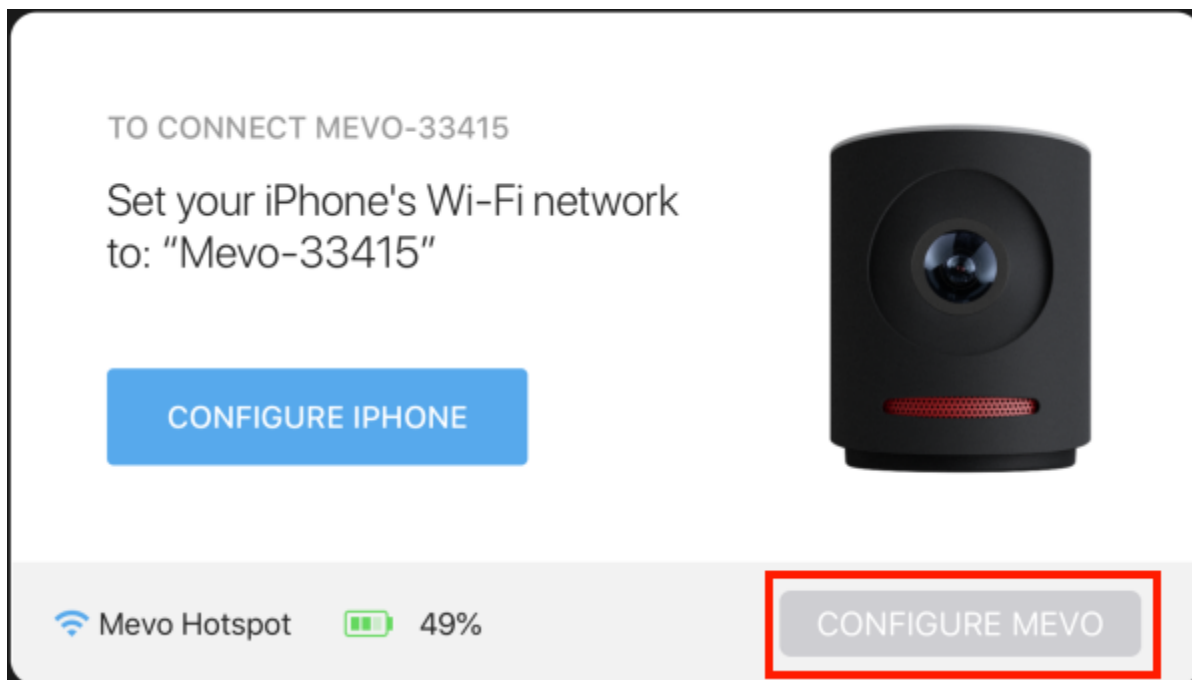 TO CONNECT MEVO-33415
Set your iPhone's Wi-Fi network
to: “Mevo-33415”
CONFIGURE IPHONE
Mevo Hotspot 49% CONFIGURE MEVO